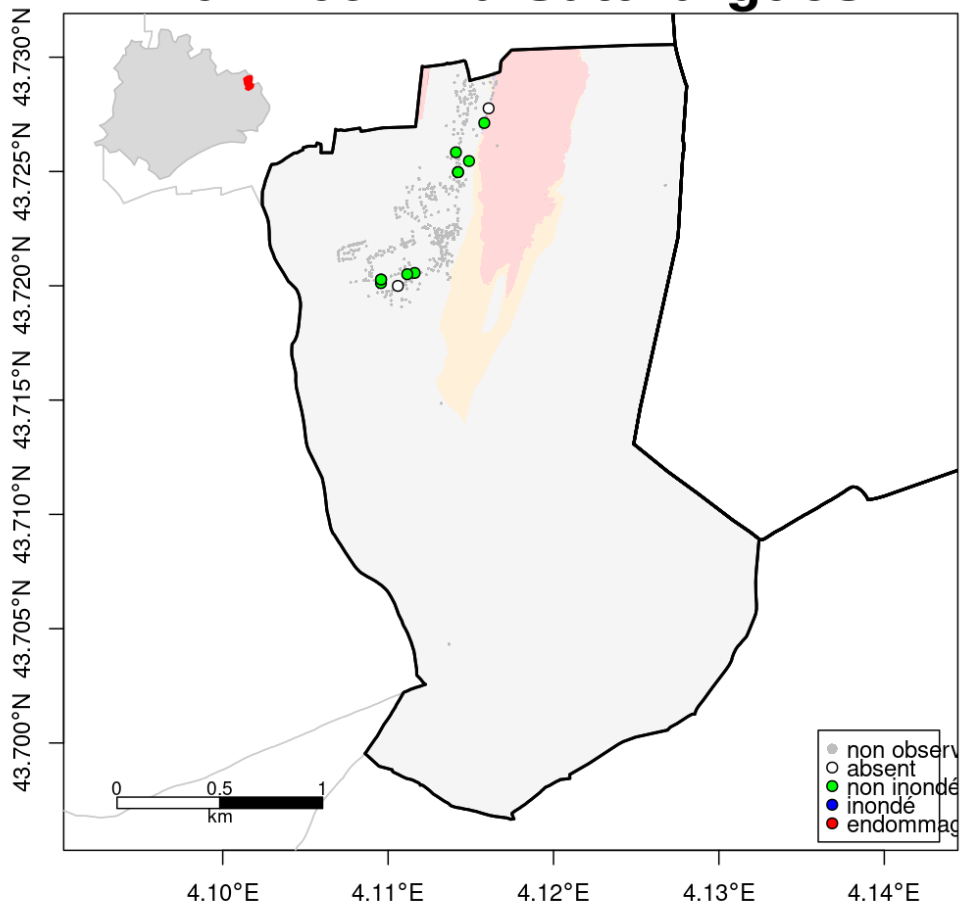 43.730°N
43.725°N
43.720°N
43.715°N
43.710°N
43.705°N
43.700°N
0 0.5 1
km
non observ
absent
non inondé
inondé
endommag
4.10°E 4.11°E 4.12°E 4.13°E 4.14°E